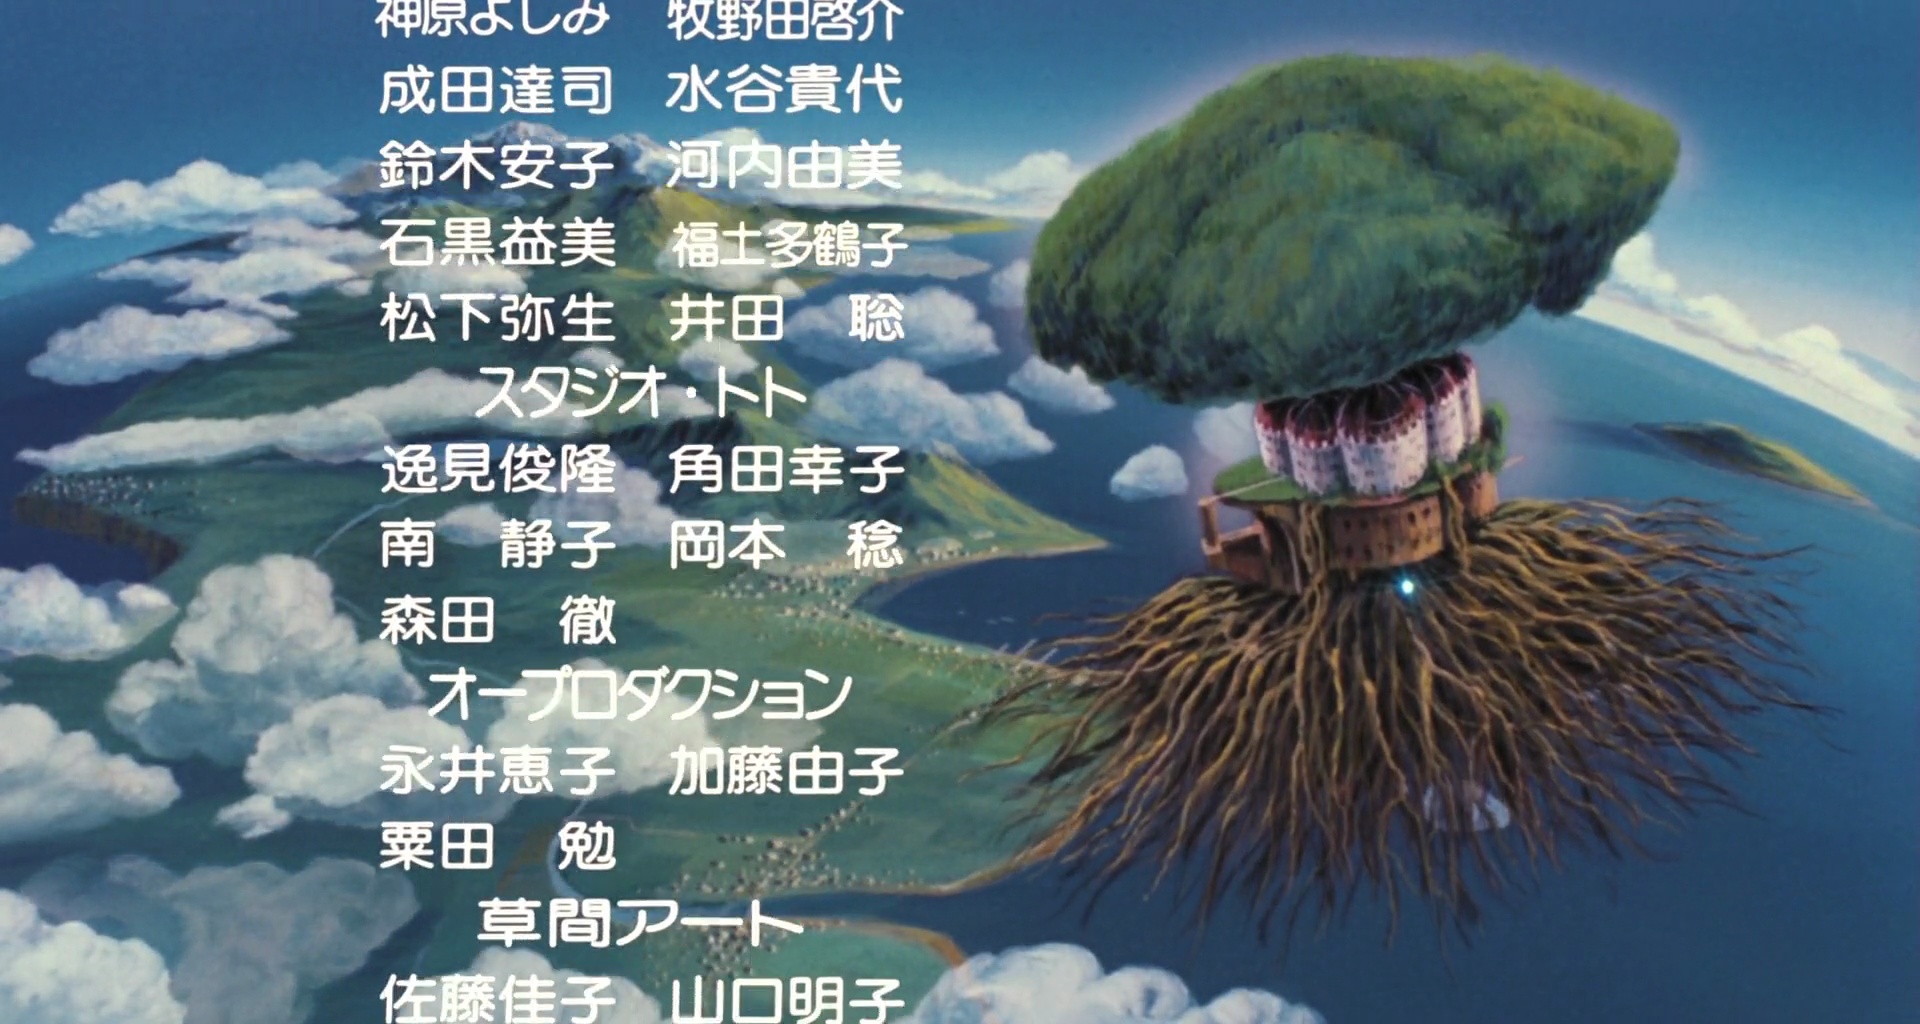 神原よしみ 牧野田啓介
成田達司 水谷貴代
鈴木安子 河内由美
石黒益美 福士多鶴子
松下弥生 井田 聡
スタジオ・トト
逸見俊隆 角田幸子
南 静子 岡本 稔
森田 徹
オープロダクション
永井恵子 加藤由子
粟田 勉
草間アート
佐藤佳子 山口明子